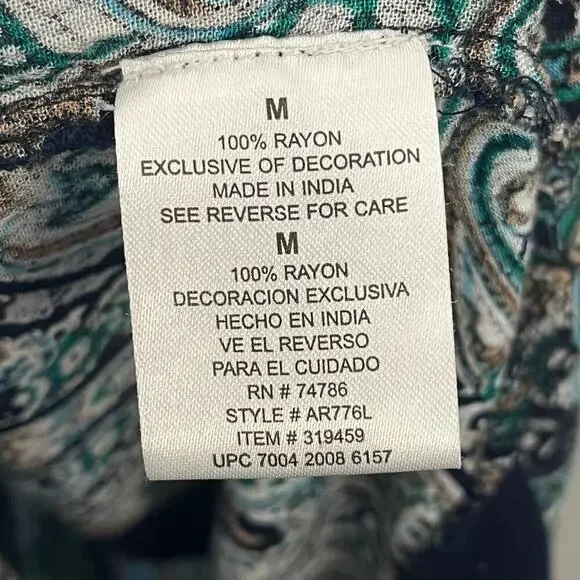 M
100% RAYON
EXCLUSIVE OF DECORATION
MADE IN INDIA
SEE REVERSE FOR CARE
M
100% RAYON
DECORACION EXCLUSIVA
HECHO EN INDIA
VE EL REVERSO
PARA EL CUIDADO
RN # 74786
STYLE # AR776L
ITEM # 319459
UPC 7004 2008 6157